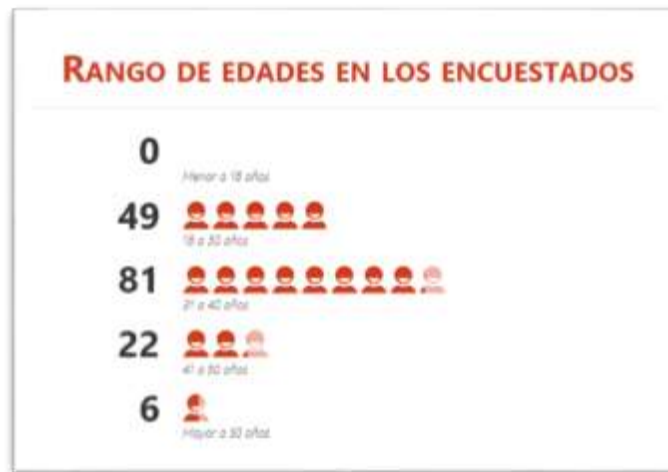 RANGO DE EDADES EN LOS ENCUESTADOS
0
Menor a 18 años
49
18 a 30 años
81
31 a 40 años
22
41 a 50 años
6
Mayor a 50 años